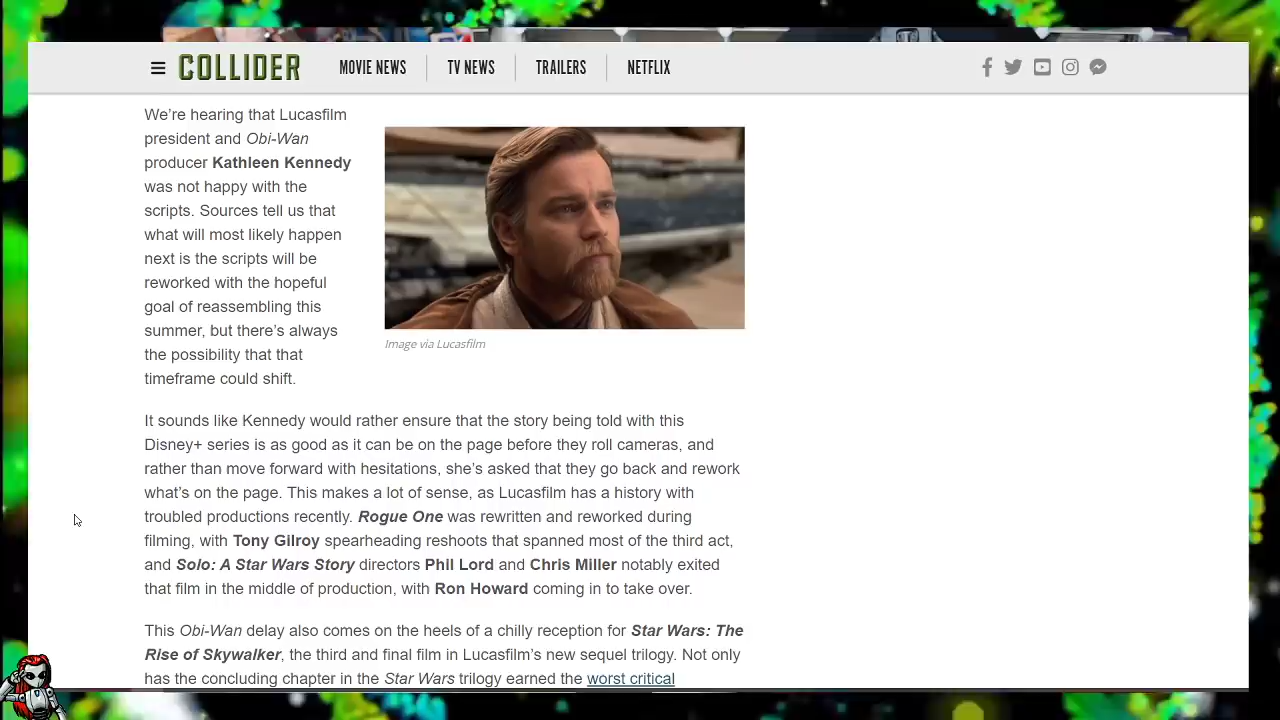 COLLIDER
MOVIE NEWS
TV NEWS
TRAILERS
NETFLIX
We're hearing that Lucasfilm
president and Obi-Wan
producer Kathleen Kennedy
was not happy with the
scripts. Sources tell us that
what will most likely happen
next is the scripts will be
reworked with the hopeful
goal of reassembling this
summer, but there's always
the possibility that that
timeframe could shift.
Image via Lucasfilm
It sounds like Kennedy would rather ensure that the story being told with this
Disney+ series is as good as it can be on the page before they roll cameras, and
rather than move forward with hesitations, she's asked that they go back and rework
what's on the page. This makes a lot of sense, as Lucasfilm has a history with
troubled productions recently. Rogue One was rewritten and reworked during
filming, with Tony Gilroy spearheading reshoots that spanned most of the third act,
and Solo: A Star Wars Story directors Phil Lord and Chris Miller notably exited
that film in the middle of production, with Ron Howard coming in to take over.
This Obi-Wan delay also comes on the heels of a chilly reception for Star Wars: The
Rise of Skywalker, the third and final film in Lucasfilm's new sequel trilogy. Not only
has the concluding chapter in the Star Wars trilogy earned the worst critical